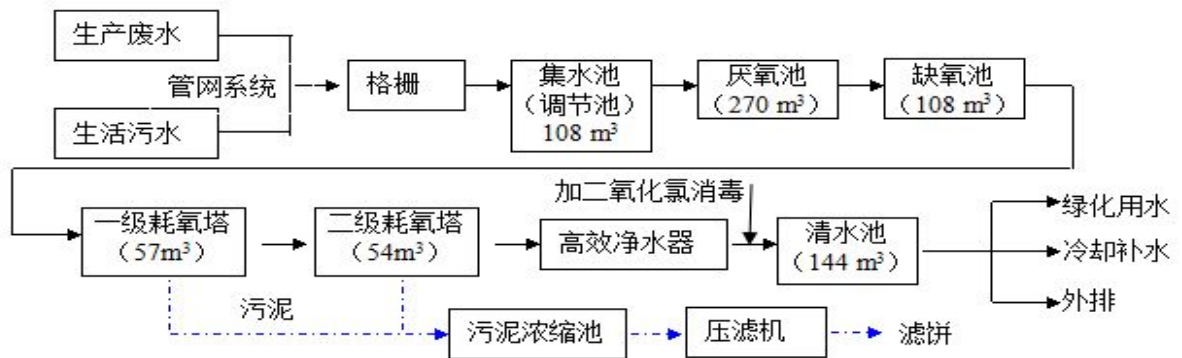 生产废水
管网系统
生活污水
格栅
集水池
（调节池）
108 m³
厌氧池
（270 m³）
缺氧池
（108 m³）
一级耗氧塔
（57m³）
二级耗氧塔
（54m³）
高效净水器
加二氧化氯消毒
清水池
（144 m³）
绿化用水
冷却补水
外排
污泥
污泥浓缩池
压滤机
滤饼